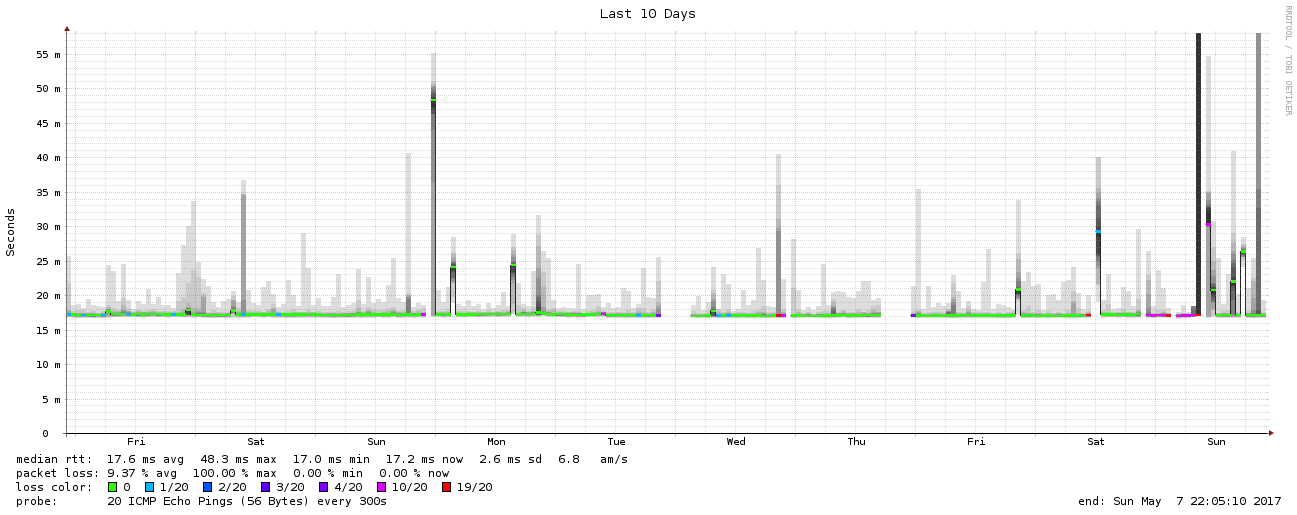 Last 10 Days
RRDTOOL / TOBI OETIKER
Seconds
55 m
50 m
45 m
40 m
35 m
30 m
25 m
20 m
15 m
10 m
5 m
0
Fri Sat Sun Mon Tue Wed Thu Fri Sat Sun
median rtt: 17.6 ms avg 48.3 ms max 17.0 ms min 17.2 ms now 2.6 ms sd 6.8 am/s
packet loss: 9.37 % avg 100.00 % max 0.00 % min 0.00 % now
loss color: 0 1/20 2/20 3/20 4/20 10/20 19/20
probe: 20 ICMP Echo Pings (56 Bytes) every 300s end: Sun May 7 22:05:10 2017